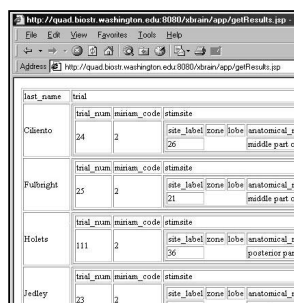 http://quad.biostr.washington.edu:8080/xbrain/app/getResults.jsp -
File Edit View Favorites Tools Help
Address http://quad.biostr.washington.edu:8080/xbrain/app/getResults.jsp
last_name trial
trial_num miriam_code stimsite
Ciliento 24 2 site_label zone lobe anatomical_
26 middle part
trial_num miriam_code stimsite
Fulbright 25 2 site_label zone lobe anatomical_
21 middle part
trial_num miriam_code stimsite
Holets 111 2 site_label zone lobe anatomical_
36 posterior par
trial_num miriam_code stimsite
Jedley 23 2 site_label zone lobe anatomical_